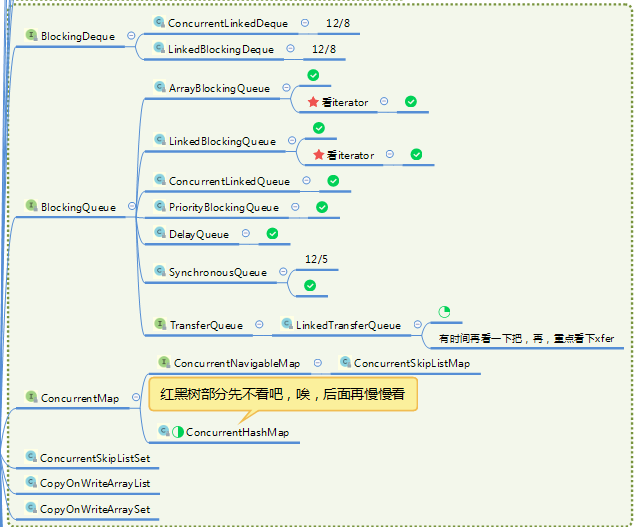 BlockingDeque
ConcurrentLinkedDeque
12/8
LinkedBlockingDeque
12/8
BlockingQueue
ArrayBlockingQueue
看iterator
LinkedBlockingQueue
看iterator
ConcurrentLinkedQueue
PriorityBlockingQueue
DelayQueue
SynchronousQueue
12/5
TransferQueue
LinkedTransferQueue
有时间再看一下把，再，重点看下xfer
ConcurrentMap
ConcurrentNavigableMap
ConcurrentSkipListMap
红黑树部分先不看吧，唉，后面再慢慢看
ConcurrentHashMap
ConcurrentSkipListSet
CopyOnWriteArrayList
CopyOnWriteArraySet